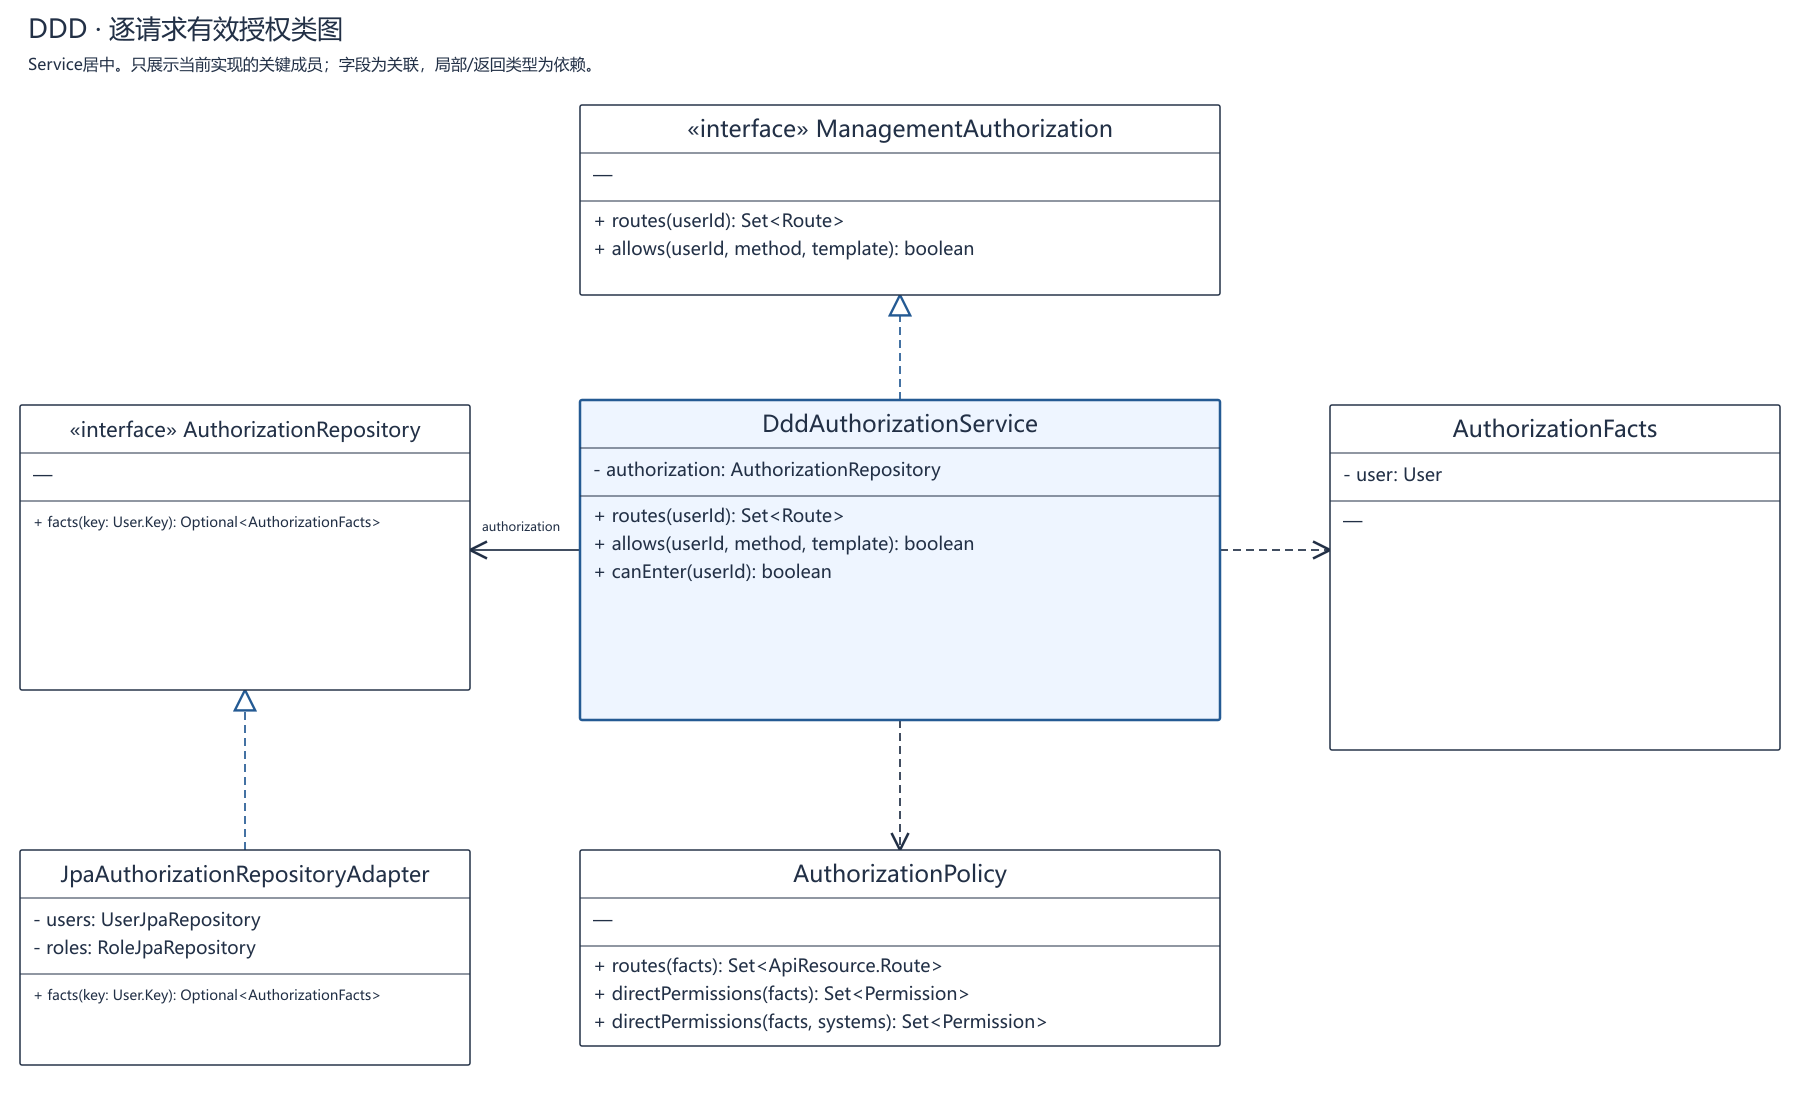 DDD · 逐请求有效授权类图
Service居中。只展示当前实现的关键成员；字段为关联，局部/返回类型为依赖。
«interface» ManagementAuthorization
—
+ routes(userId): Set<Route>
+ allows(userId, method, template): boolean
«interface» AuthorizationRepository
—
+ facts(key: User.Key): Optional<AuthorizationFacts>
authorization
DddAuthorizationService
- authorization: AuthorizationRepository
+ routes(userId): Set<Route>
+ allows(userId, method, template): boolean
+ canEnter(userId): boolean
AuthorizationFacts
- user: User
—
JpaAuthorizationRepositoryAdapter
- users: UserJpaRepository
- roles: RoleJpaRepository
+ facts(key: User.Key): Optional<AuthorizationFacts>
AuthorizationPolicy
—
+ routes(facts): Set<ApiResource.Route>
+ directPermissions(facts): Set<Permission>
+ directPermissions(facts, systems): Set<Permission>